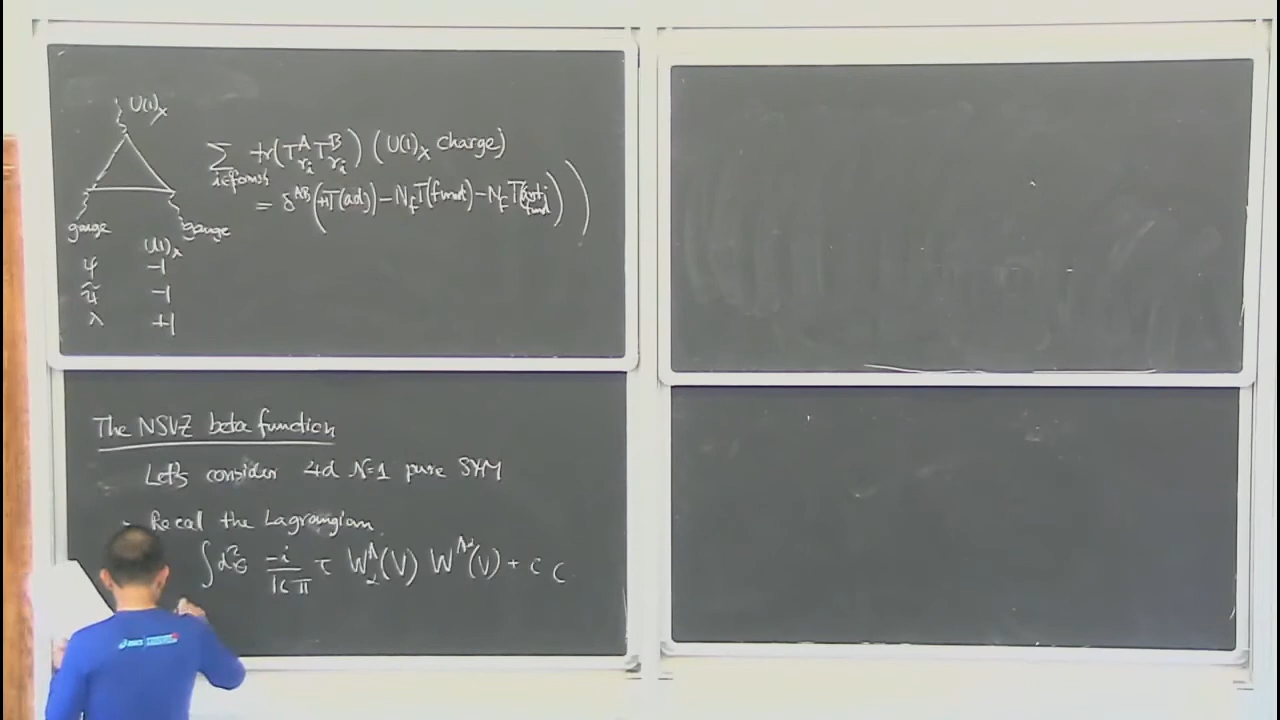 U(1)_X
∑_{i∈fermions} tr(T^A_{r_i} T^B_{r_i}) (U(1)_X charge)
= δ^{AB}(+T(adj) - N_F T(fund) - N_F T(anti fund)))
gauge gauge
U(1)_X
ψ -1
ψ̃ -1
λ +1
The NSVZ beta function
Let's consider 4d N=1 pure SYM
· Recall the Lagrangian
∫d²θ -i/16π τ W^A_α(V) W^{Aα}(V) + c c